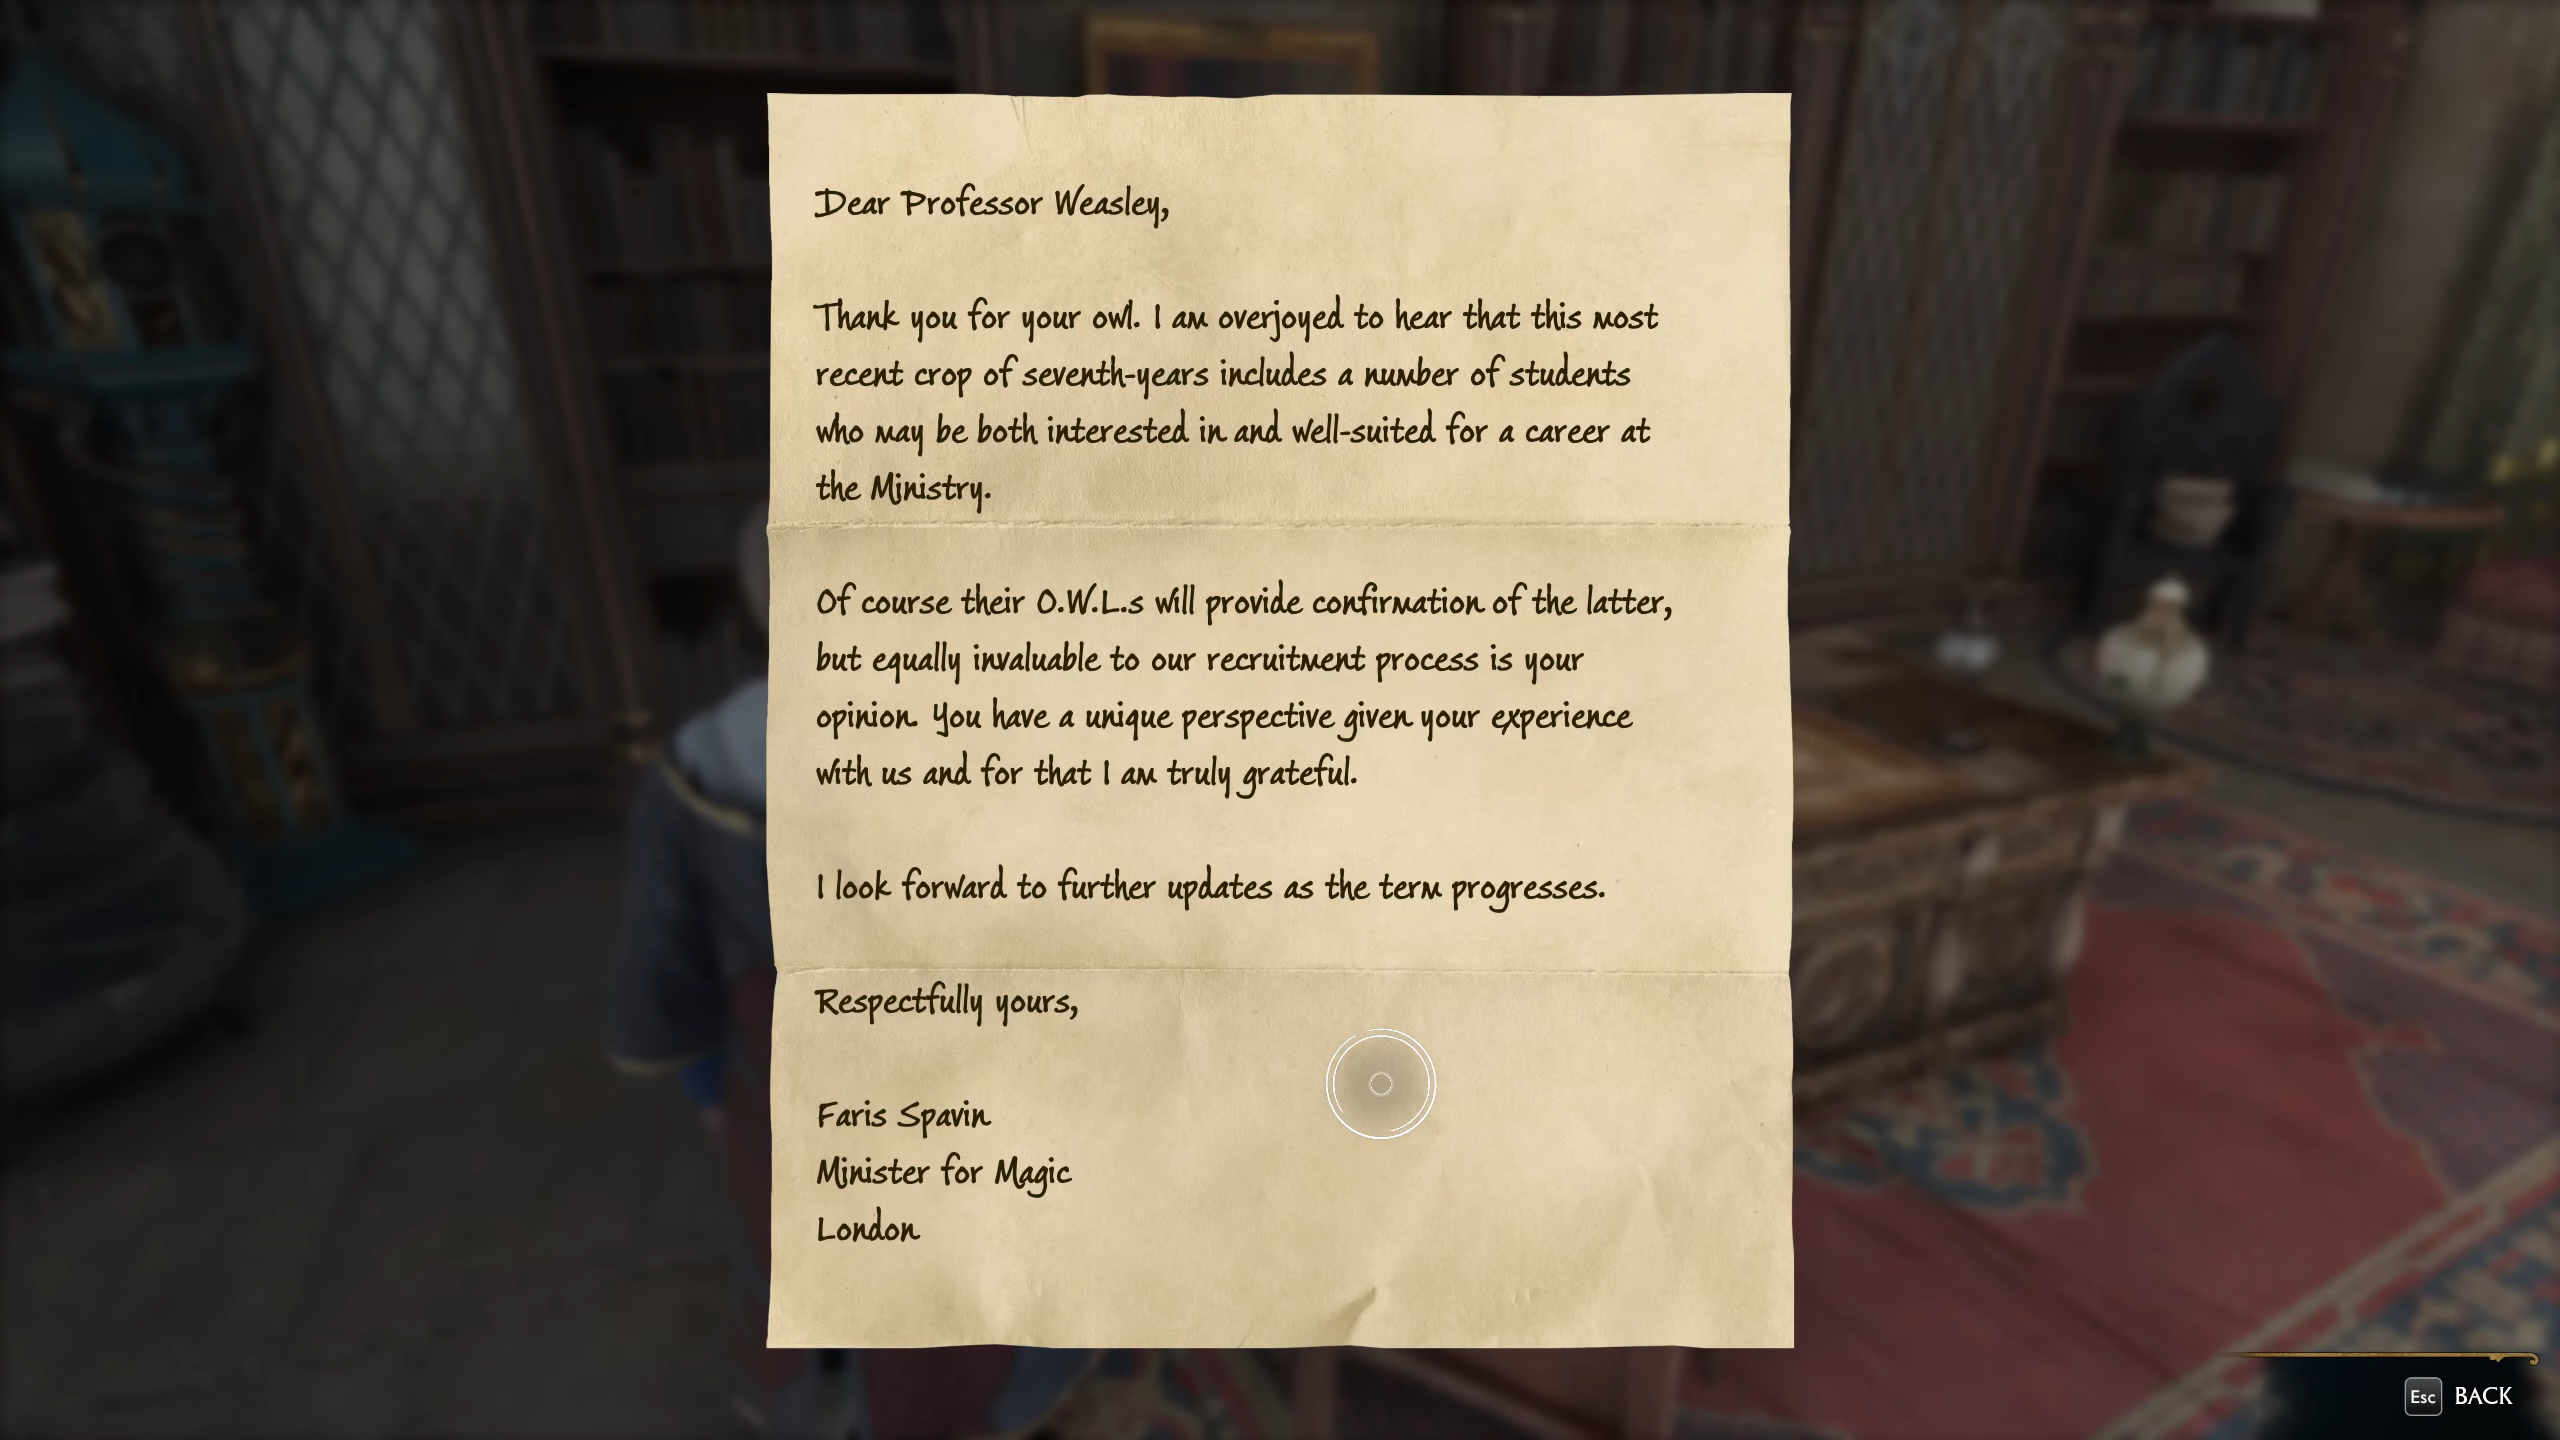 Dear Professor Weasley,
Thank you for your owl. I am overjoyed to hear that this most
recent crop of seventh-years includes a number of students
who may be both interested in and well-suited for a career at
the Ministry.
Of course their O.W.L.s will provide confirmation of the latter,
but equally invaluable to our recruitment process is your
opinion. You have a unique perspective given your experience
with us and for that I am truly grateful.
I look forward to further updates as the term progresses.
Respectfully yours,
Faris Spavin
Minister for Magic
London
Esc BACK